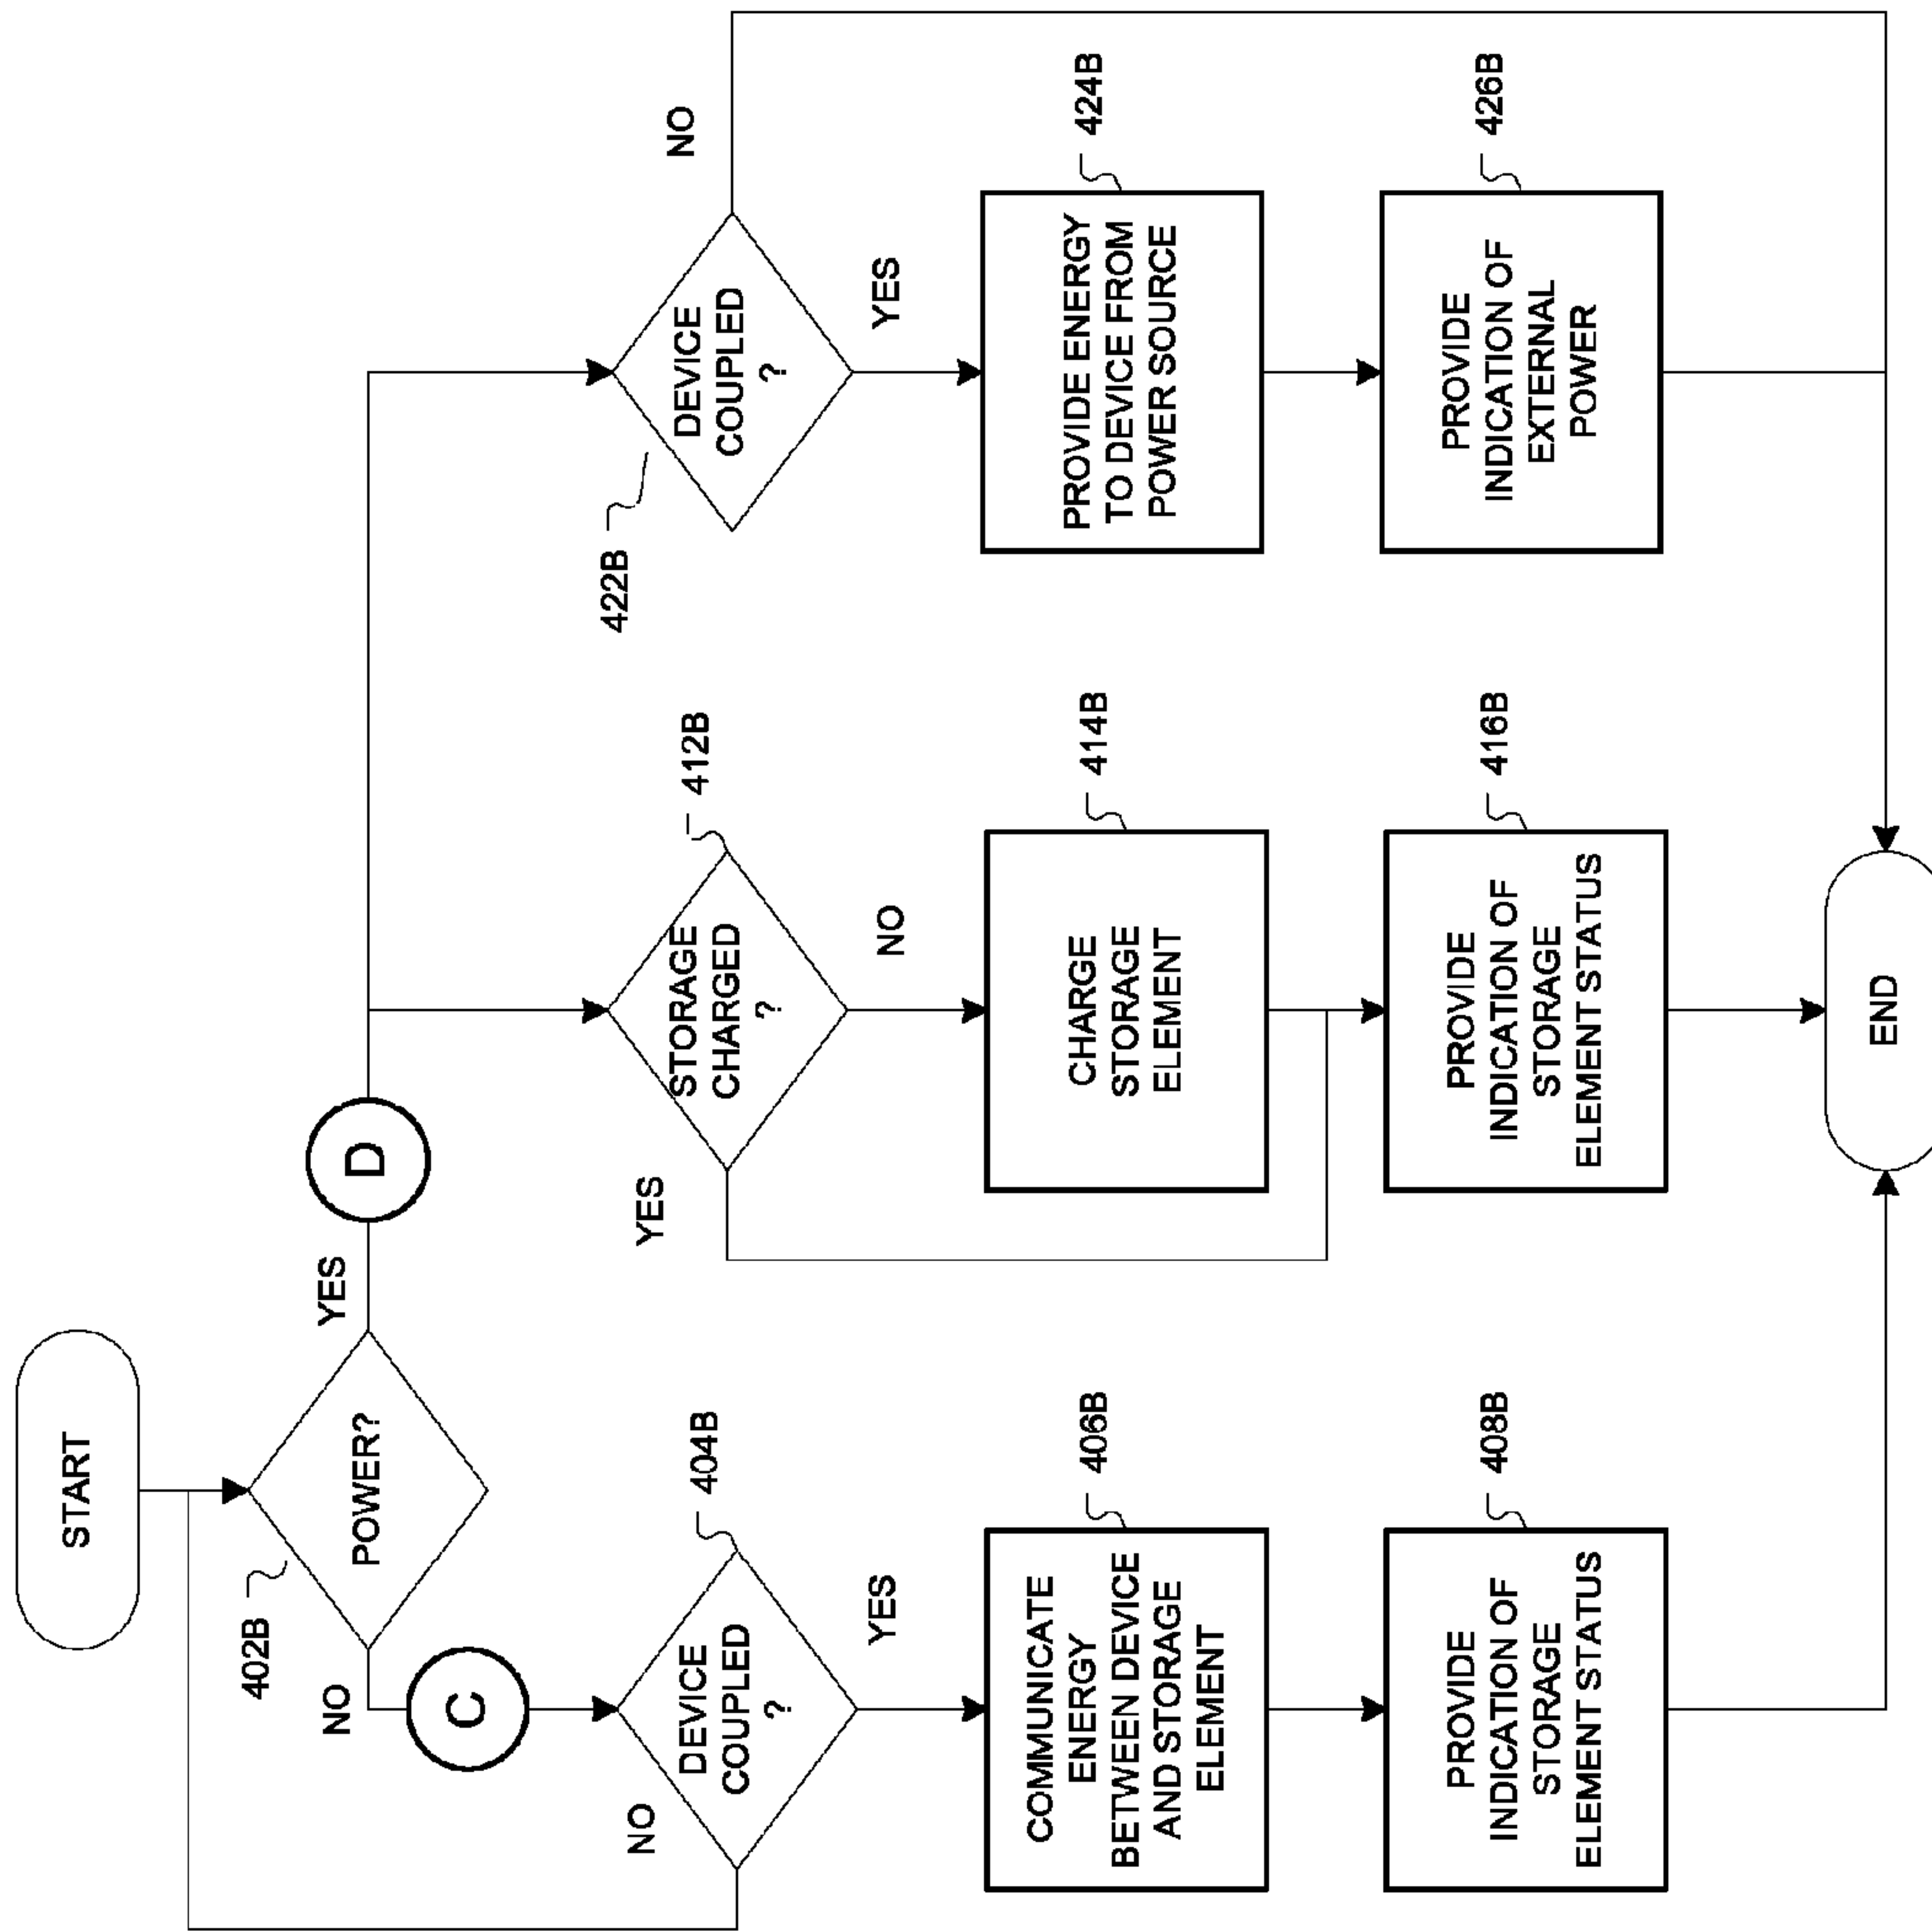 START
402B
POWER?
NO
YES
C
D
NO
DEVICE
COUPLED
?
404B
YES
COMMUNICATE
ENERGY
BETWEEN DEVICE
AND STORAGE
ELEMENT
406B
PROVIDE
INDICATION OF
STORAGE
ELEMENT STATUS
408B
YES
STORAGE
CHARGED
?
412B
NO
CHARGE
STORAGE
ELEMENT
414B
PROVIDE
INDICATION OF
STORAGE
ELEMENT STATUS
416B
422B
DEVICE
COUPLED
?
NO
YES
PROVIDE ENERGY
TO DEVICE FROM
POWER SOURCE
424B
PROVIDE
INDICATION OF
EXTERNAL
POWER
426B
END